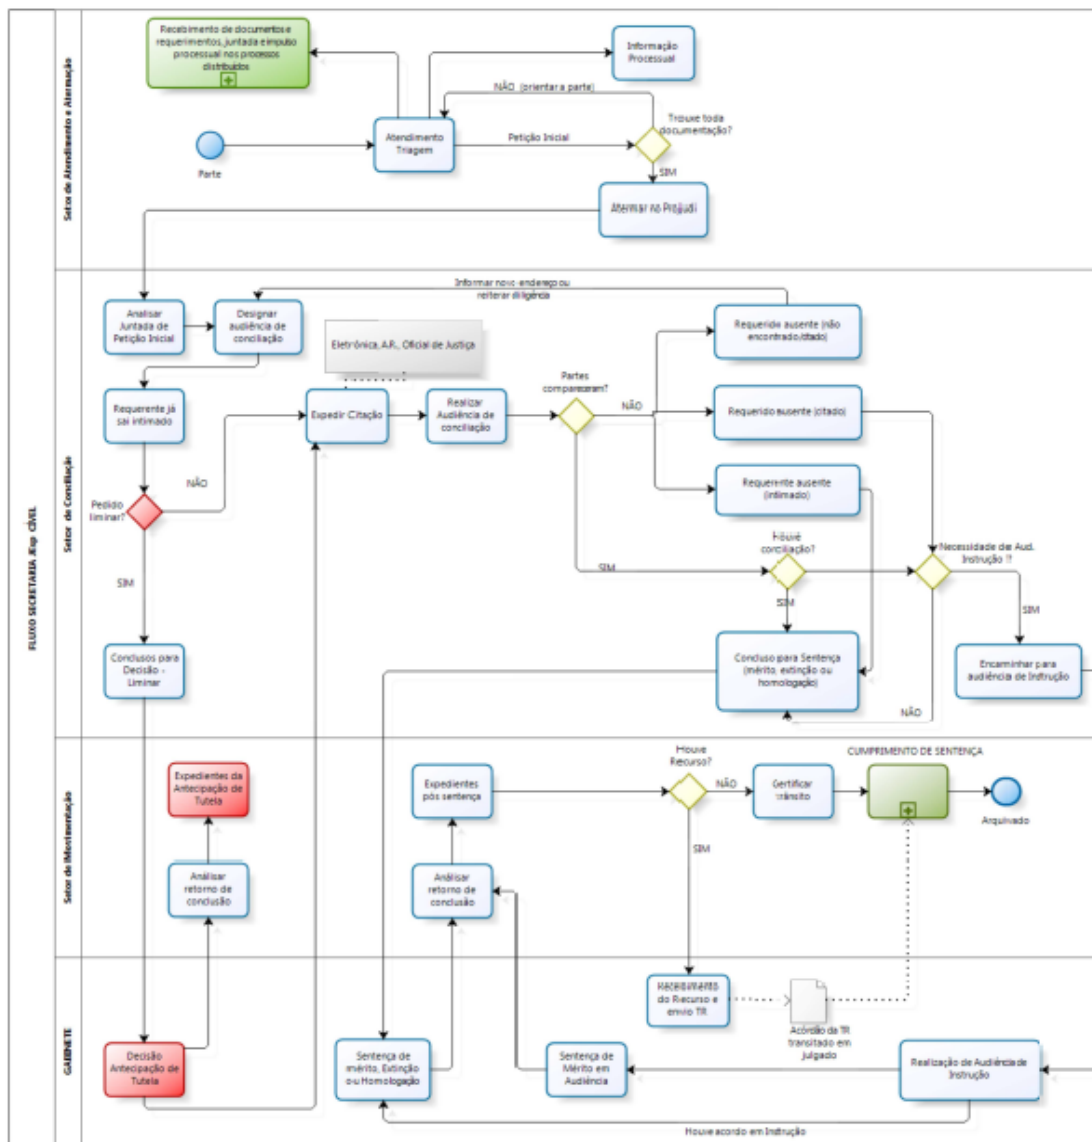 FLUXO SECRETARIA JEsp CÍVEL
Setor de Atendimento e Atermação
Recebimento de documentos e
requerimentos, juntada e impulso
processual nos processos
distribuídos
Informação
Processual
NÃO (orientar a parte)
Trouxe toda
documentação?
Parte
Atendimento
Triagem
Petição Inicial
SIM
Atermar no Projudi
Setor de Conciliação
Informar novo endereço ou
reiterar diligência
Analisar
Juntada de
Petição Inicial
Designar
audiência de
conciliação
Eletrônica, A.R., Oficial de Justiça
Requerido ausente (não
encontrado/citado)
Requerente já
sai intimado
Expedir Citação
Realizar
Audiência de
conciliação
Partes
compareceram?
NÃO
Requerido ausente (citado)
Requerente ausente
(intimado)
Pedido
liminar?
NÃO
SIM
Houve
conciliação?
SIM
SIM
Necessidade de Aud.
Instrução ?
SIM
NÃO
Conclusos para
Decisão -
Liminar
Concluso para Sentença
(mérito, extinção ou
homologação)
Encaminhar para
audiência de Instrução
Setor de Movimentação
Expedientes da
Antecipação de
Tutela
Análisar
retorno de
conclusão
Expedientes
pós sentença
Análisar
retorno de
conclusão
Houve
Recurso?
NÃO
SIM
Certificar
trânsito
CUMPRIMENTO DE SENTENÇA
Arquivado
GABINETE
Decisão
Antecipação de
Tutela
Sentença de
mérito, Extinção
ou Homologação
Sentença de
Mérito em
Audiência
Recebimento
do Recurso e
envio TR
Acórdão da TR
transitado em
julgado
Realização de Audiência de
Instrução
Houve acordo em Instrução